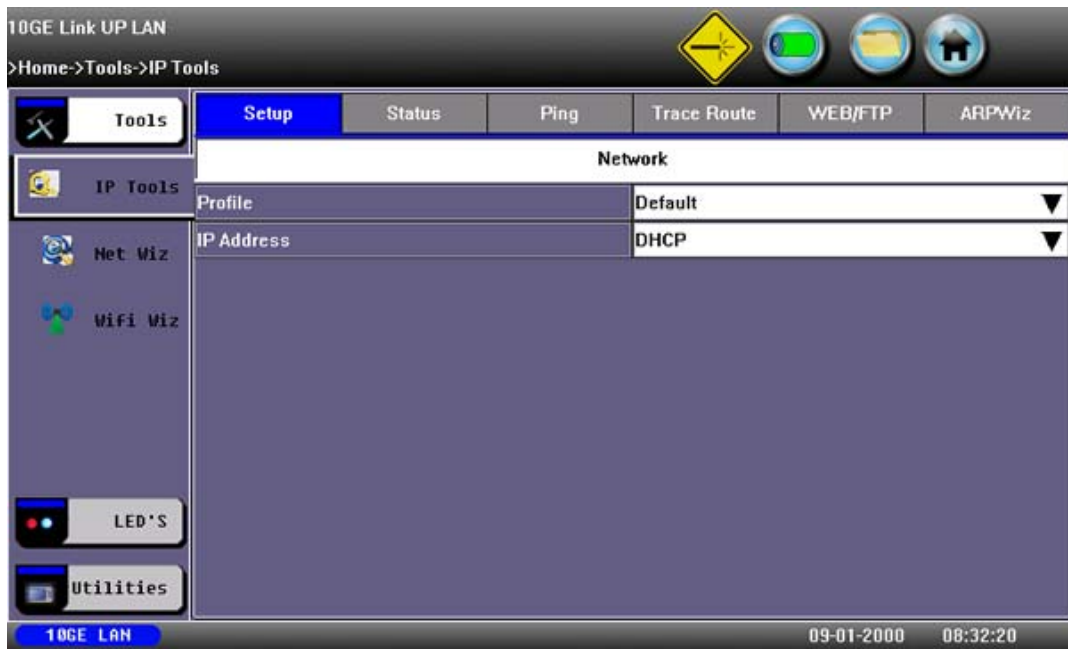 10GE Link UP LAN
>Home->Tools->IP Tools
Tools
Setup Status Ping Trace Route WEB/FTP ARPWiz
Network
IP Tools
Profile Default
IP Address DHCP
Net Wiz
Wifi Wiz
LED'S
Utilities
10GE LAN 09-01-2000 08:32:20